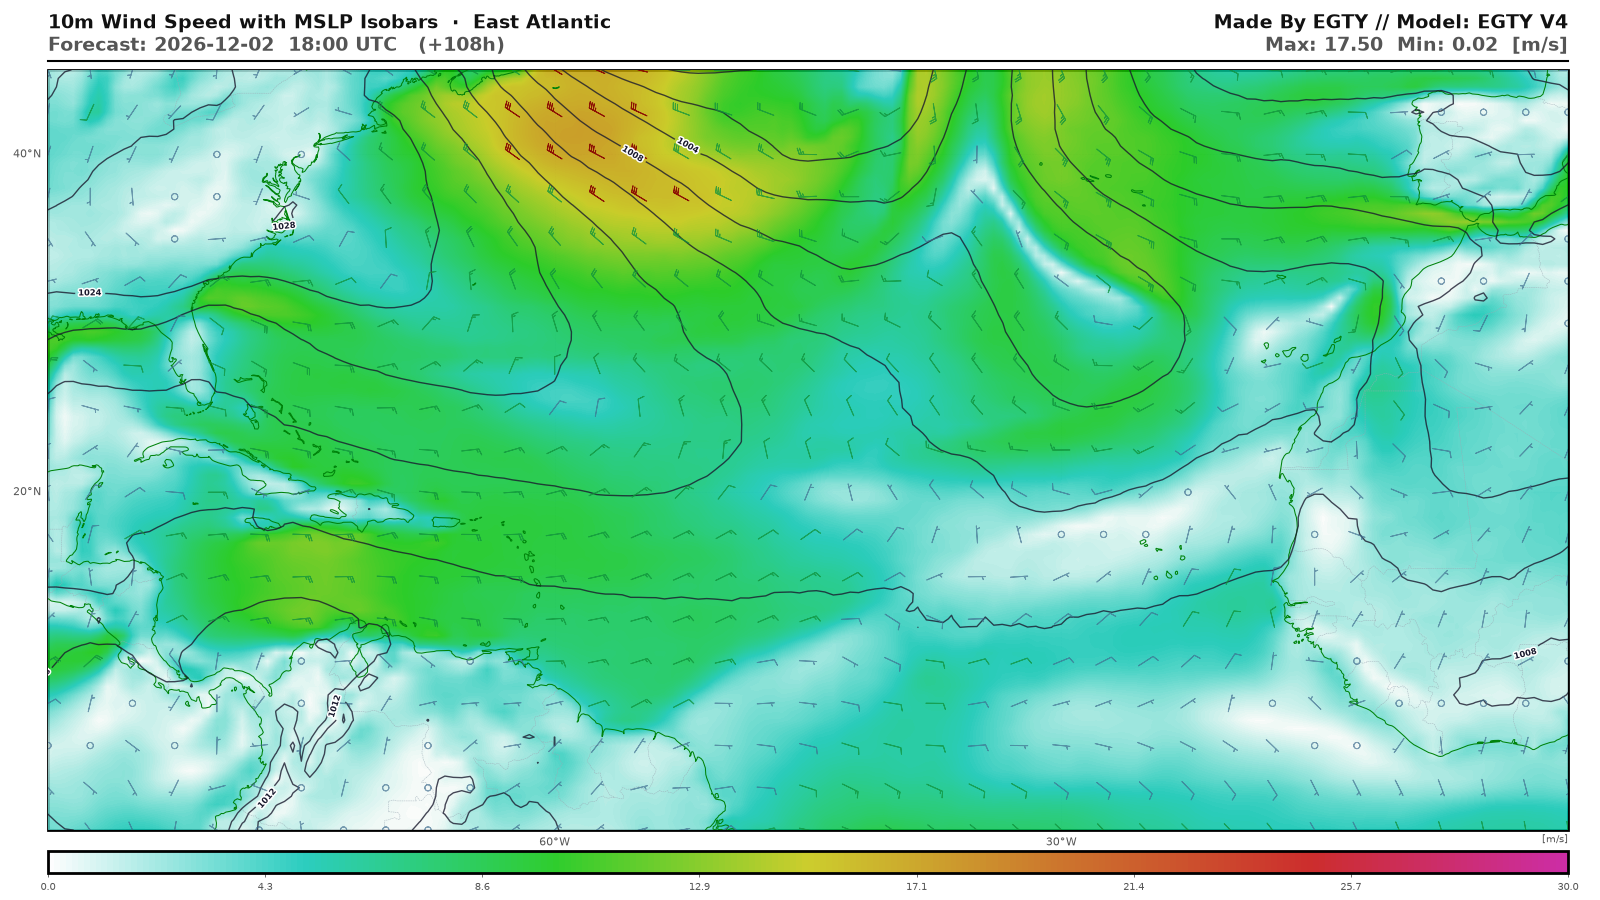 10m Wind Speed with MSLP Isobars · East Atlantic
Made By EGTY // Model: EGTY V4
Forecast: 2026-12-02 18:00 UTC (+108h)
Max: 17.50 Min: 0.02 [m/s]
1004
1008
40°N
1028
1024
20°N
1008
1012
1012
60°W
30°W
[m/s]
0.0
4.3
8.6
12.9
17.1
21.4
25.7
30.0